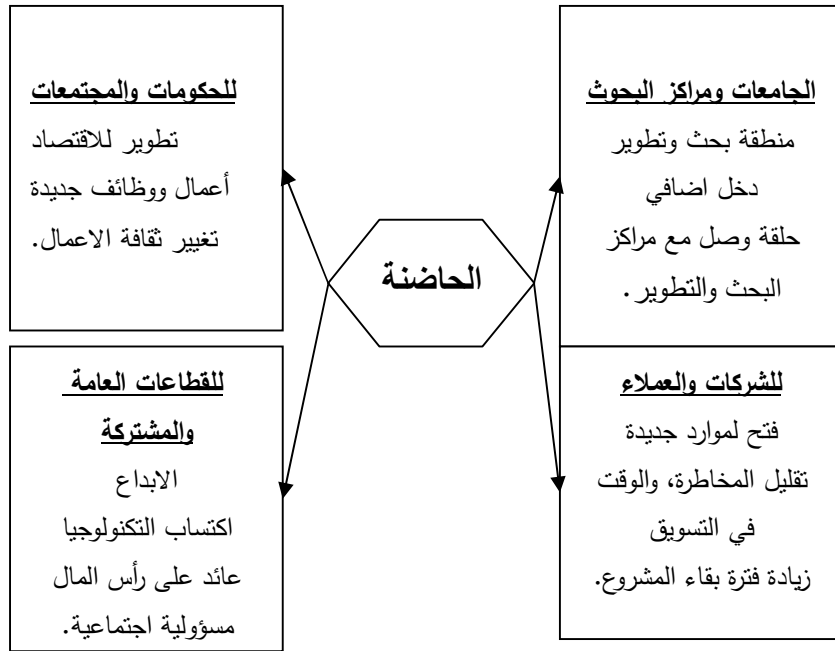 الجامعات ومراكز البحوث
منطقة بحث وتطوير
دخل اضافي
حلقة وصل مع مراكز
البحث والتطوير .
للحكومات والمجتمعات
تطوير للاقتصاد
أعمال ووظائف جديدة
تغيير ثقافة الاعمال.
الحاضنة
للشركات والعملاء
فتح لموارد جديدة
تقليل المخاطرة، والوقت
في التسويق
زيادة فترة بقاء المشروع.
للقطاعات العامة
والمشتركة
الابداع
اكتساب التكنولوجيا
عائد على رأس المال
مسؤولية اجتماعية.